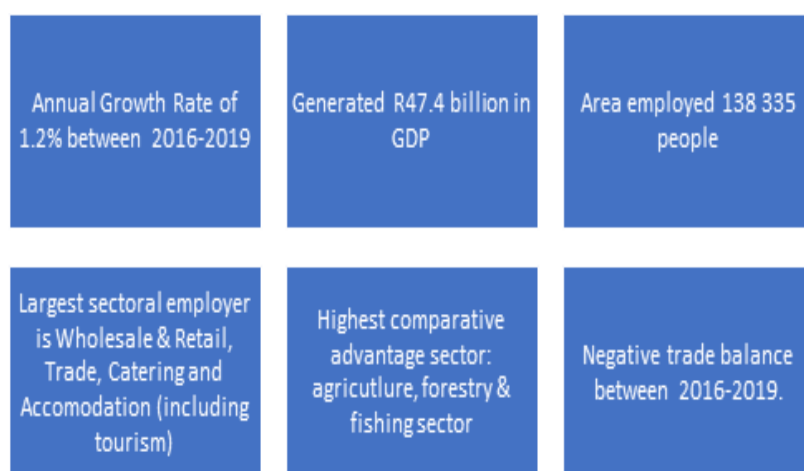 Annual Growth Rate of
1.2% between 2016-2019
Generated R47.4 billion in
GDP
Area employed 138 335
people
Largest sectoral employer
is Wholesale & Retail,
Trade, Catering and
Accomodation (including
tourism)
Highest comparative
advantage sector:
agricutlure, forestry &
fishing sector
Negative trade balance
between 2016-2019.